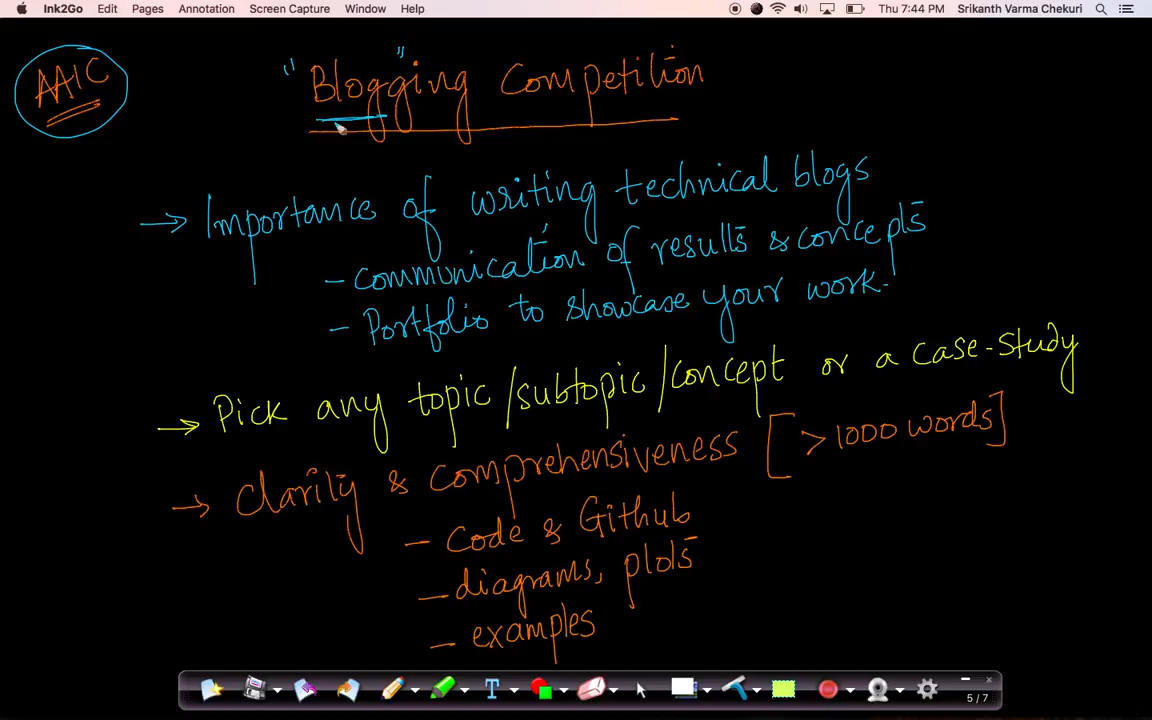 Ink2Go Edit Pages Annotation Screen Capture Window Help Thu 7:44 PM Srikanth Varma Chekuri
AAIC
"Blogging" Competition
→ Importance of writing technical blogs
- Communication of results & concepts
- Portfolio to showcase your work.
→ Pick any topic/subtopic/concept or a case-study
→ Clarity & Comprehensiveness [>1000 words]
- Code & Github
- diagrams, plots
- examples
T
5 / 7